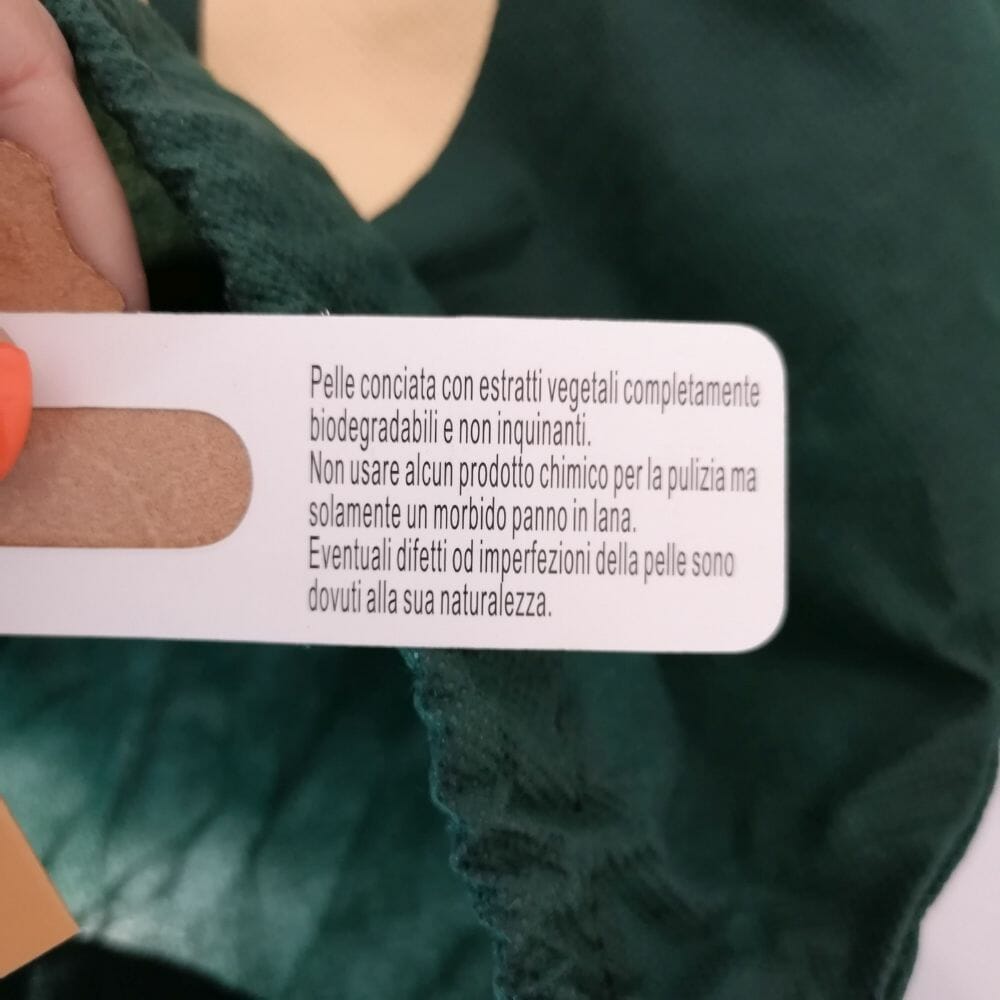 Pelle conciata con estratti vegetali completamente
biodegradabili e non inquinanti.
Non usare alcun prodotto chimico per la pulizia ma
solamente un morbido panno in lana.
Eventuali difetti od imperfezioni della pelle sono
dovuti alla sua naturalezza.